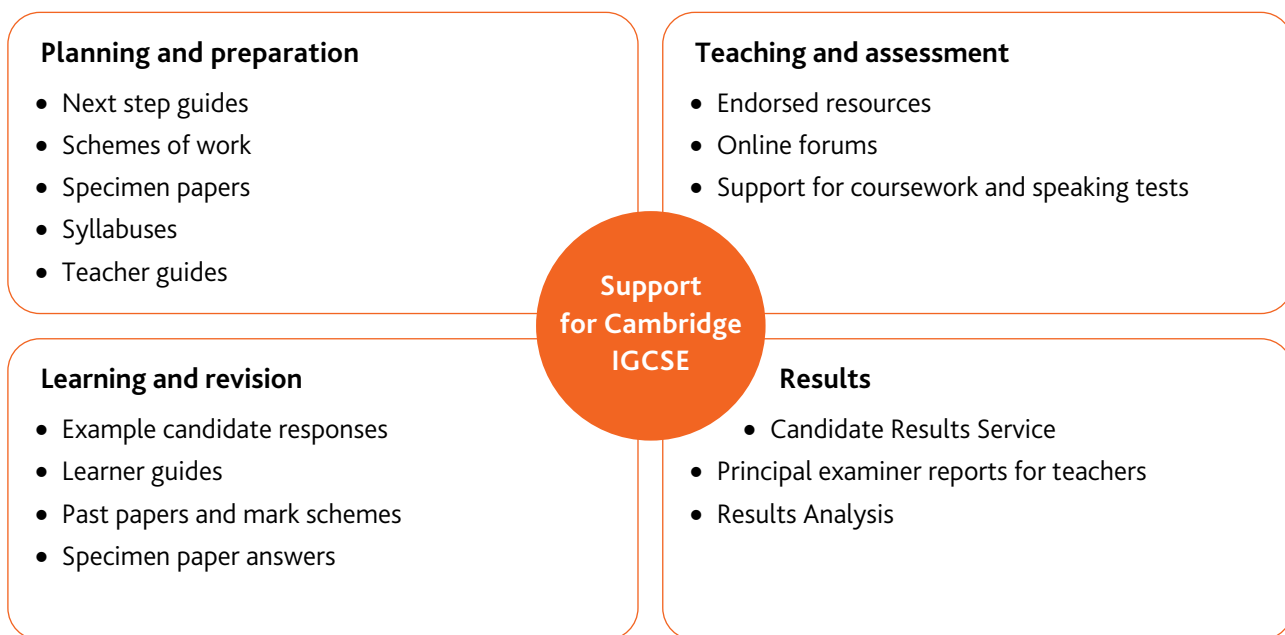 Planning and preparation
• Next step guides
• Schemes of work
• Specimen papers
• Syllabuses
• Teacher guides
Teaching and assessment
• Endorsed resources
• Online forums
• Support for coursework and speaking tests
Support
for Cambridge
IGCSE
Learning and revision
• Example candidate responses
• Learner guides
• Past papers and mark schemes
• Specimen paper answers
Results
• Candidate Results Service
• Principal examiner reports for teachers
• Results Analysis